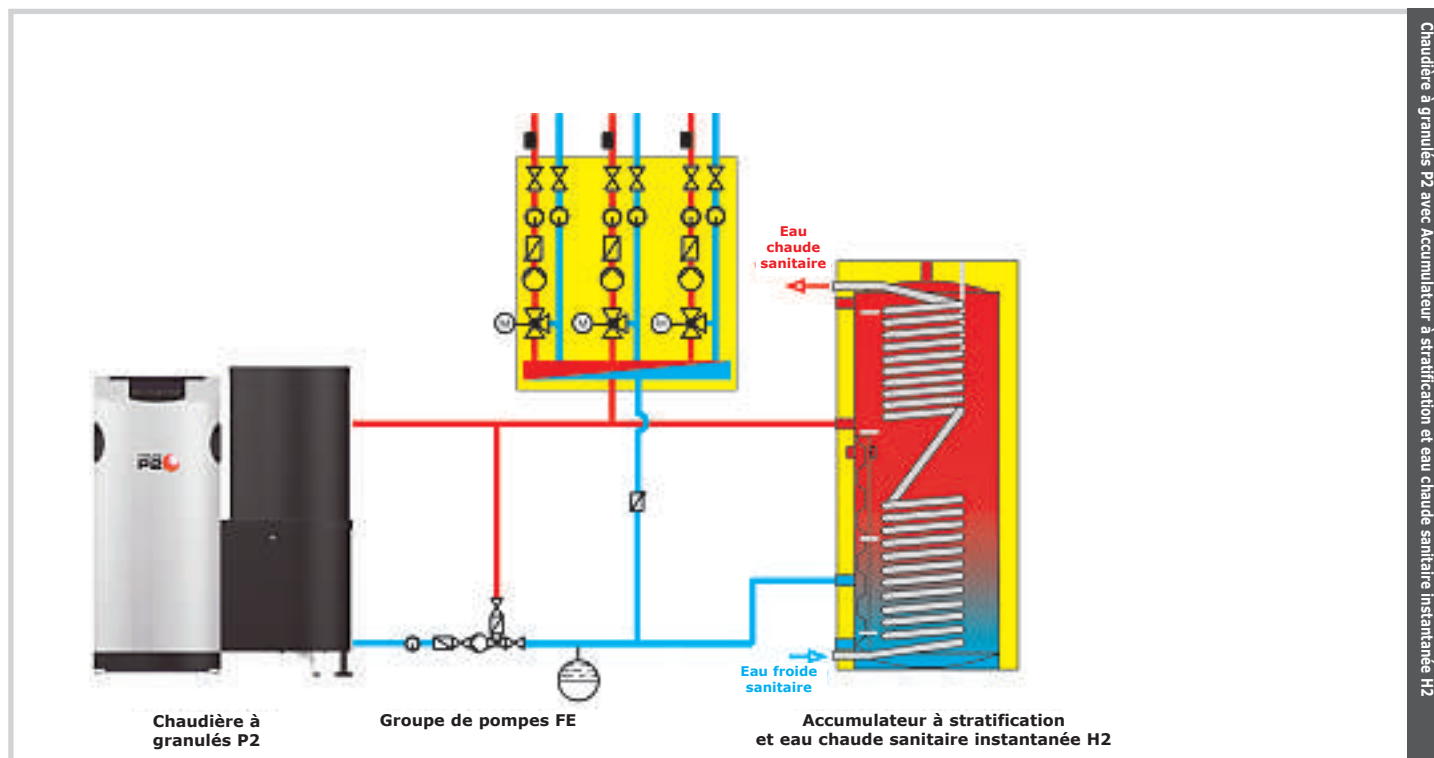 Eau
chaude
sanitaire
P2
Eau froide
sanitaire
Chaudière à
granulés P2
Groupe de pompes FE
Accumulateur à stratification
et eau chaude sanitaire instantanée H2
Chaudière à granulés P2 avec Accumulateur à stratification et eau chaude sanitaire instantanée H2